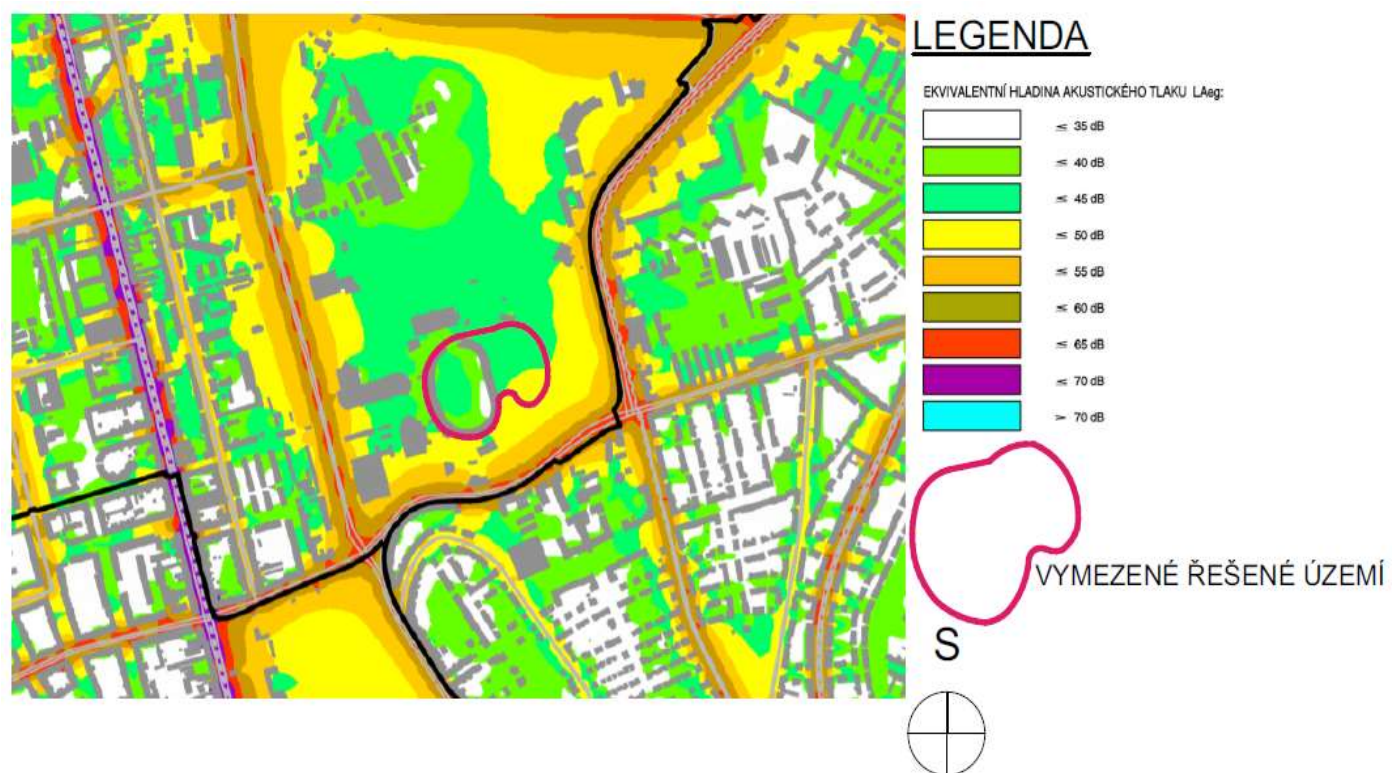 LEGENDA
EKVIVALENTNÍ HLADINA AKUSTICKÉHO TLAKU LAeg:
≤ 35 dB
≤ 40 dB
≤ 45 dB
≤ 50 dB
≤ 55 dB
≤ 60 dB
≤ 65 dB
≤ 70 dB
> 70 dB
VYMEZENÉ ŘEŠENÉ ÚZEMÍ
S